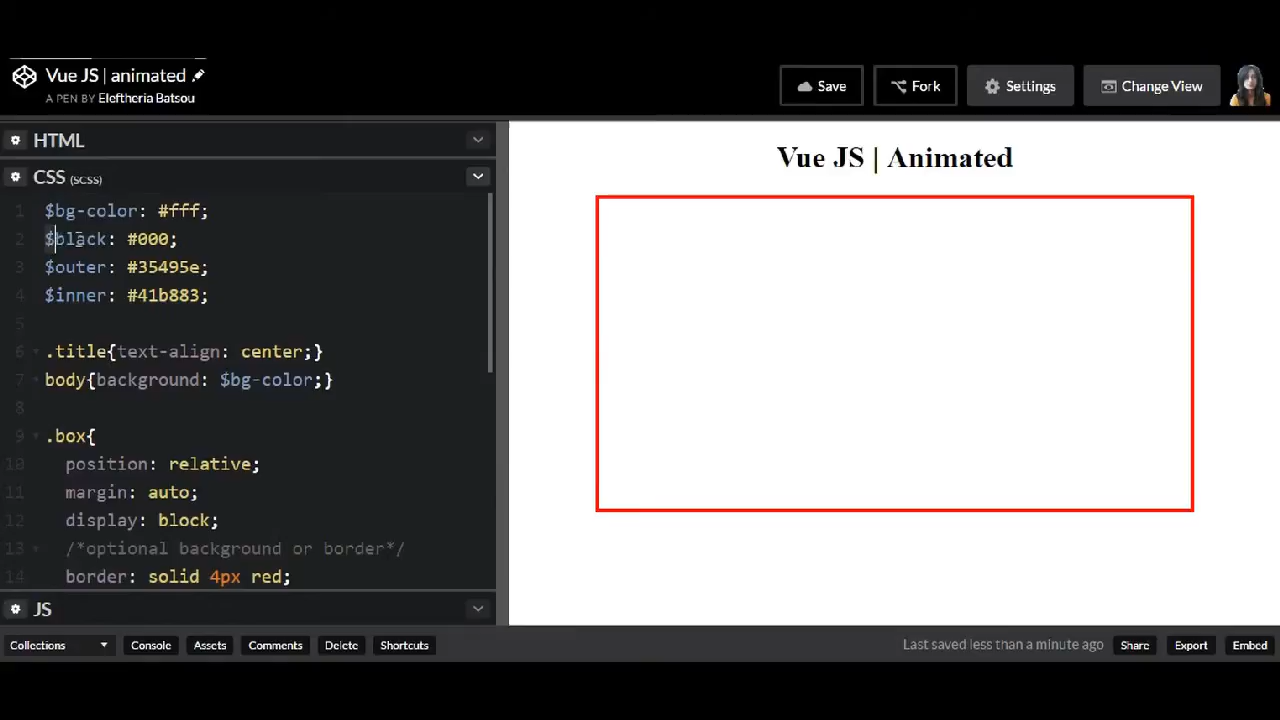 Vue JS | animated
A PEN BY Eleftheria Batsou
Save
Fork
Settings
Change View
HTML
CSS (SCSS)
1 $bg-color: #fff;
2 $black: #000;
3 $outer: #35495e;
4 $inner: #41b883;
5
6 .title{text-align: center;}
7 body{background: $bg-color;}
8
9 .box{
10 position: relative;
11 margin: auto;
12 display: block;
13 /*optional background or border*/
14 border: solid 4px red;
JS
Vue JS | Animated
Collections
Console
Assets
Comments
Delete
Shortcuts
Last saved less than a minute ago
Share
Export
Embed